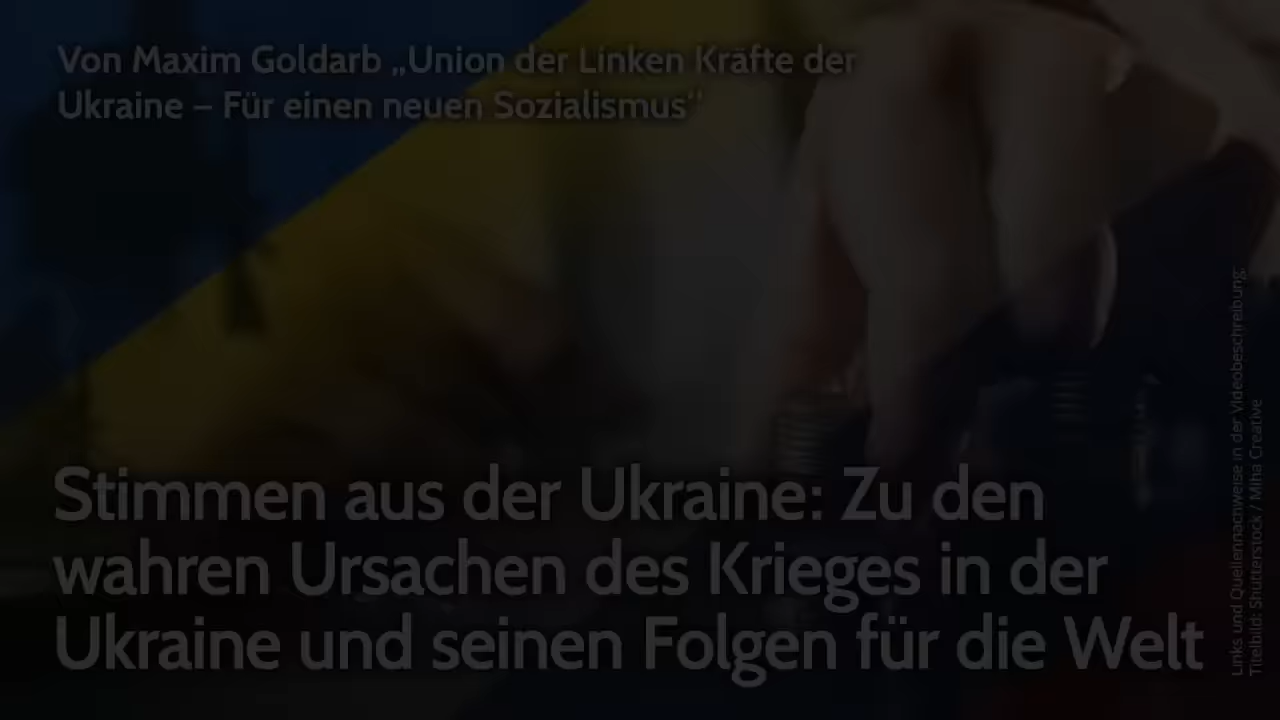 Von Maxim Goldarb „Union der Linken Kräfte der
Ukraine – Für einen neuen Sozialismus“
Stimmen aus der Ukraine: Zu den
wahren Ursachen des Krieges in der
Ukraine und seinen Folgen für die Welt
Links und Quellennachweise in der Videobeschreibung;
Titelbild: Shutterstock / Miha Creative